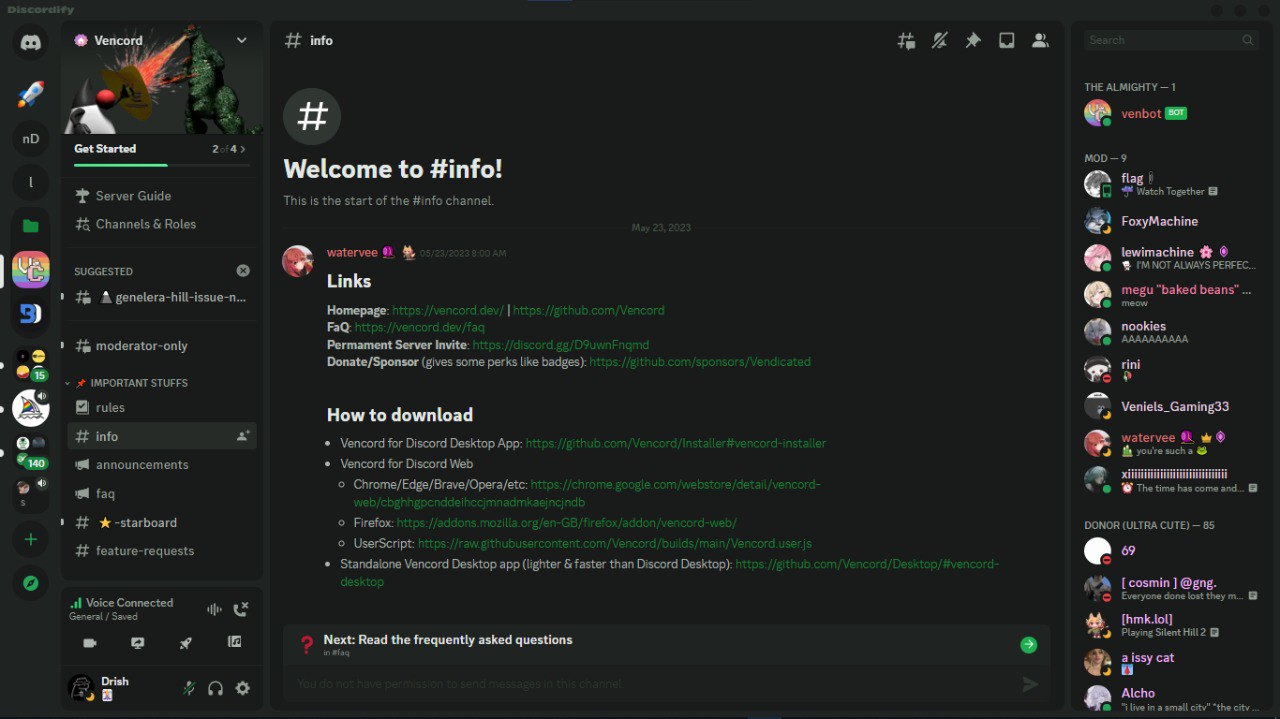 Discordify
nD
l
15
140
s
Vencord
Get Started
2 of 4
Server Guide
Channels & Roles
SUGGESTED
genelera-hill-issue-n...
moderator-only
IMPORTANT STUFFS
rules
info
announcements
faq
-starboard
feature-requests
Voice Connected
General / Saved
Drish
info
Welcome to #info!
This is the start of the #info channel.
May 23, 2023
watervee 05/23/2023 8:00 AM
Links
Homepage: https://vencord.dev/ | https://github.com/Vencord
FaQ: https://vencord.dev/faq
Permament Server Invite: https://discord.gg/D9uwnFnqmd
Donate/Sponsor (gives some perks like badges): https://github.com/sponsors/Vendicated
How to download
Vencord for Discord Desktop App: https://github.com/Vencord/Installer#vencord-installer
Vencord for Discord Web
Chrome/Edge/Brave/Opera/etc: https://chrome.google.com/webstore/detail/vencord-
web/cbghhgpcnddeihccjmnadmkaejncjndb
Firefox: https://addons.mozilla.org/en-GB/firefox/addon/vencord-web/
UserScript: https://raw.githubusercontent.com/Vencord/builds/main/Vencord.user.js
Standalone Vencord Desktop app (lighter & faster than Discord Desktop): https://github.com/Vencord/Desktop/#vencord-
desktop
Next: Read the frequently asked questions
in #faq
You do not have permission to send messages in this channel.
Search
THE ALMIGHTY — 1
venbot BOT
MOD — 9
flag
Watch Together
FoxyMachine
lewimachine
I'M NOT ALWAYS PERFEC...
megu "baked beans" ...
meow
nookies
AAAAAAAAAA
rini
Veniels_Gaming33
watervee
you're such a
xiiiiiiiiiiiiiiiiiiiiiiiiiiiiiii
The time has come and...
DONOR (ULTRA CUTE) — 85
69
[ cosmin ] @gng.
Everyone done lost they m...
[hmk.lol]
Playing Silent Hill 2
a issy cat
Alcho
"i live in a small city" "the city ...